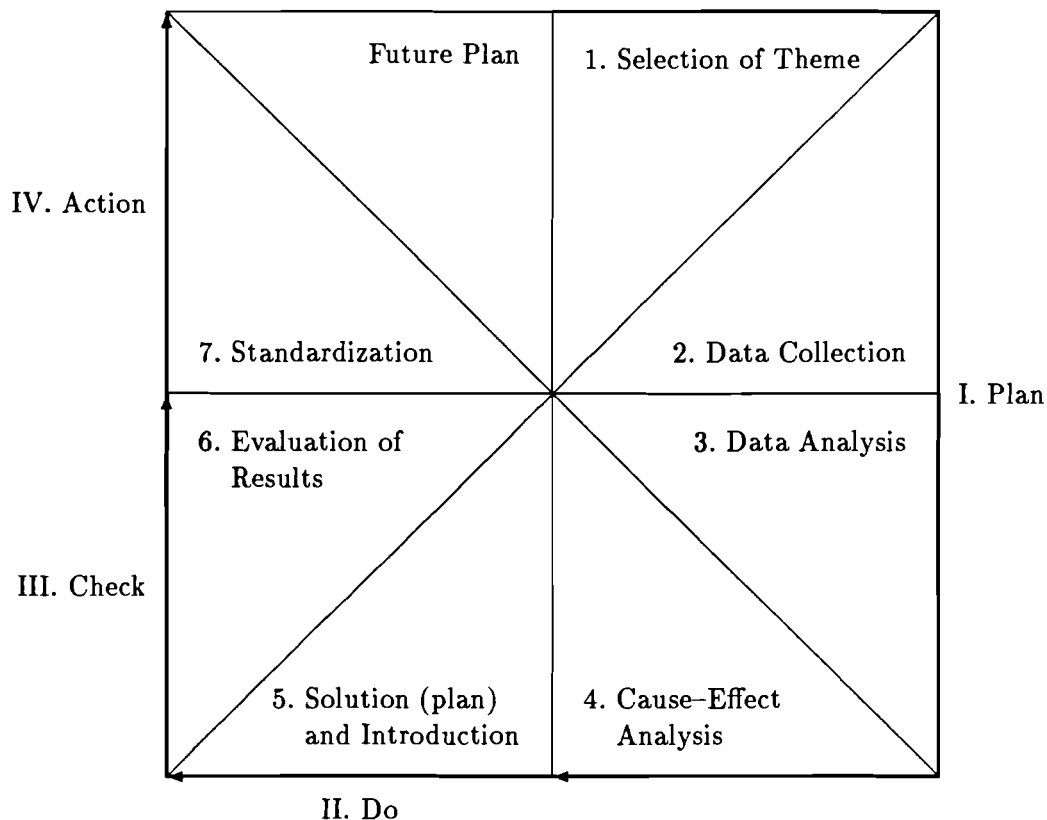 Future Plan
1. Selection of Theme
IV. Action
7. Standardization
2. Data Collection
I. Plan
6. Evaluation of
Results
3. Data Analysis
III. Check
5. Solution (plan)
and Introduction
4. Cause–Effect
Analysis
II. Do